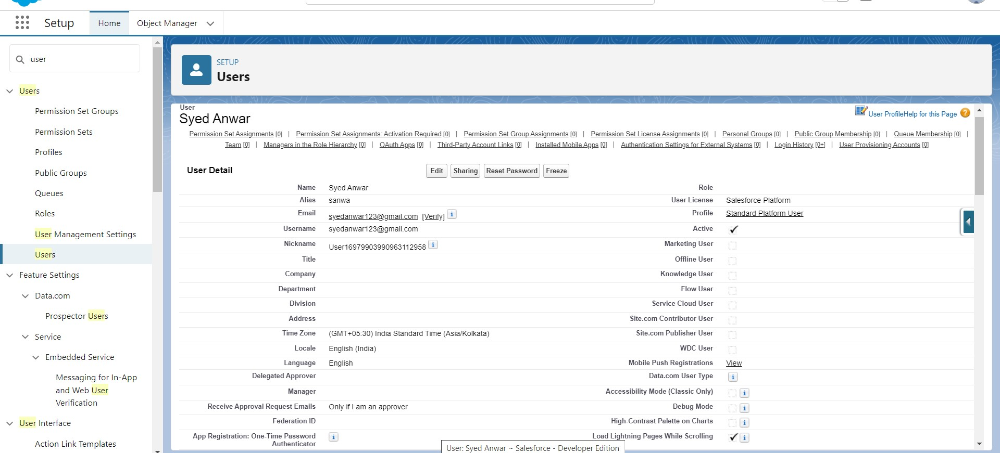 Setup
Home
Object Manager
user
Users
Permission Set Groups
Permission Sets
Profiles
Public Groups
Queues
Roles
User Management Settings
Users
Feature Settings
Data.com
Prospector Users
Service
Embedded Service
Messaging for In-App
and Web User
Verification
User Interface
Action Link Templates
SETUP
Users
User
Syed Anwar
User Profile Help for this Page ?
Permission Set Assignments [0] | Permission Set Assignments: Activation Required [0] | Permission Set Group Assignments [0] | Permission Set License Assignments [0] | Personal Groups [0] | Public Group Membership [0] | Queue Membership [0] |
Team [0] | Managers in the Role Hierarchy [0] | OAuth Apps [0] | Third-Party Account Links [0] | Installed Mobile Apps [0] | Authentication Settings for External Systems [0] | Login History [0+] | User Provisioning Accounts [0]
User Detail Edit Sharing Reset Password Freeze
Name Syed Anwar Role
Alias sanwa User License Salesforce Platform
Email syedanwar123@gmail.com [Verify] i Profile Standard Platform User
Username syedanwar123@gmail.com Active
Nickname User16979903990963112958 i Marketing User
Title Offline User
Company Knowledge User
Department Flow User
Division Service Cloud User
Address Site.com Contributor User
Time Zone (GMT+05:30) India Standard Time (Asia/Kolkata) Site.com Publisher User
Locale English (India) WDC User
Language English Mobile Push Registrations View
Delegated Approver Data.com User Type i
Manager Accessibility Mode (Classic Only) i
Receive Approval Request Emails Only if I am an approver Debug Mode i
Federation ID High-Contrast Palette on Charts i
App Registration: One-Time Password i Load Lightning Pages While Scrolling i
Authenticator
User: Syed Anwar ~ Salesforce - Developer Edition